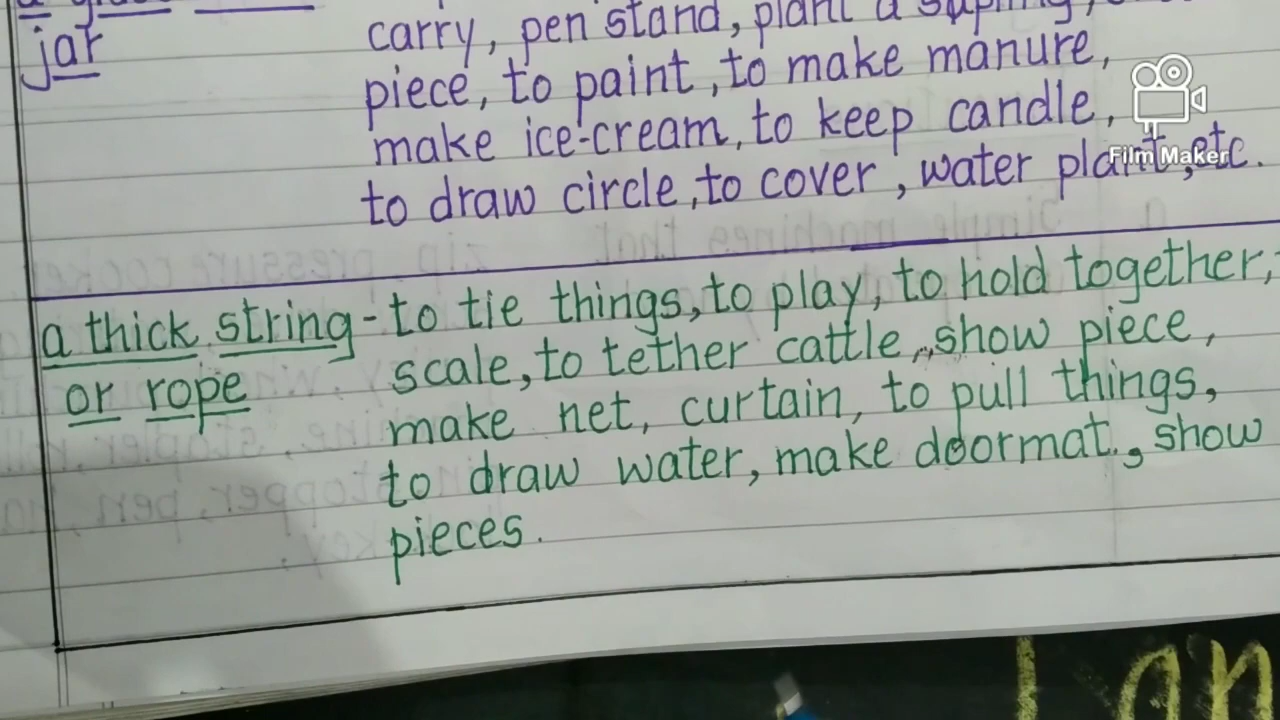 carry, pen stand, plant a
jar
piece, to paint, to make manure,
make ice-cream, to keep candle,
to draw circle, to cover, water plant, etc.
Film Maker
a thick string - to tie things, to play, to hold together,
or rope
scale, to tether cattle, show piece,
make net, curtain, to pull things,
to draw water, make doormat, show
pieces.